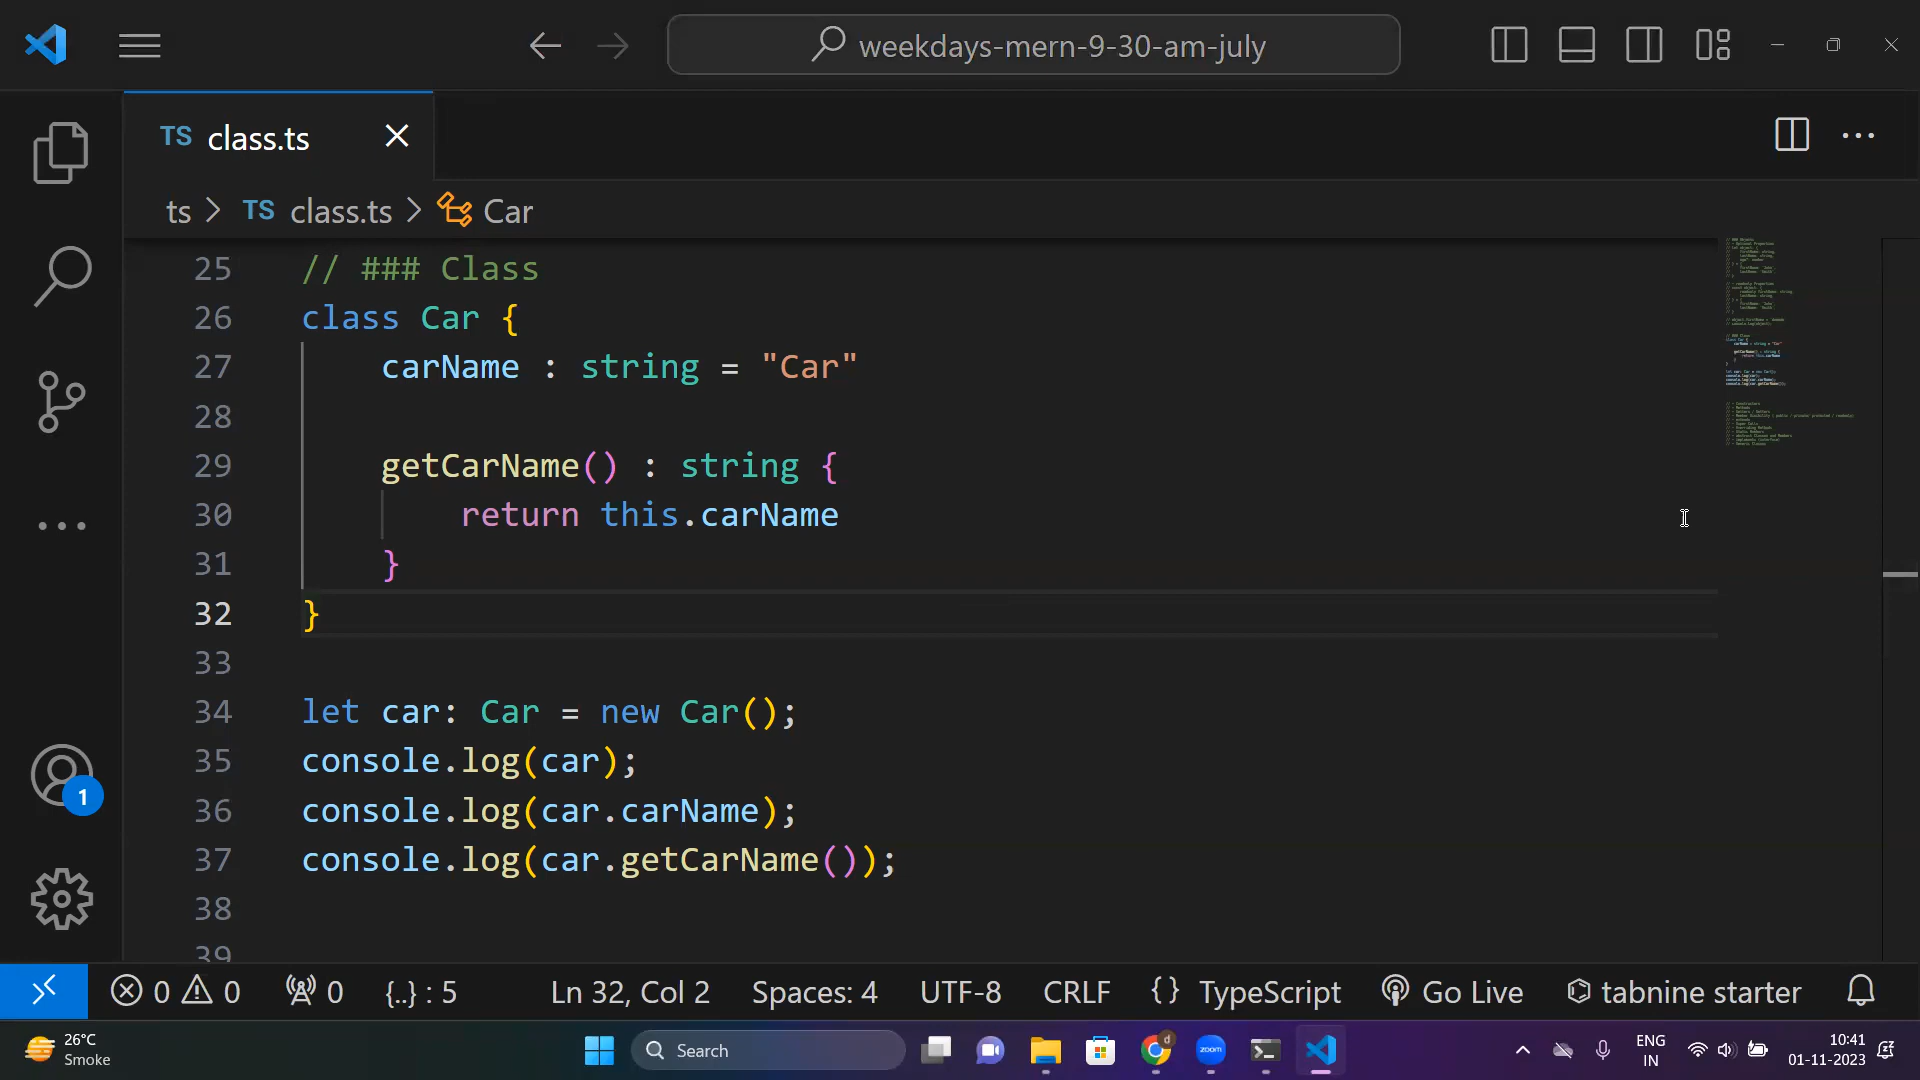 weekdays-mern-9-30-am-july
TS class.ts
ts > TS class.ts > Car
25 // ### Class
26 class Car {
27 carName : string = "Car"
28
29 getCarName() : string {
30 return this.carName
31 }
32 }
33
34 let car: Car = new Car();
35 console.log(car);
36 console.log(car.carName);
37 console.log(car.getCarName());
38
39
1
0 0 0 {..} : 5 Ln 32, Col 2 Spaces: 4 UTF-8 CRLF {} TypeScript Go Live tabnine starter
26°C
Smoke
Search
d
zoom
ENG
IN
10:41
01-11-2023